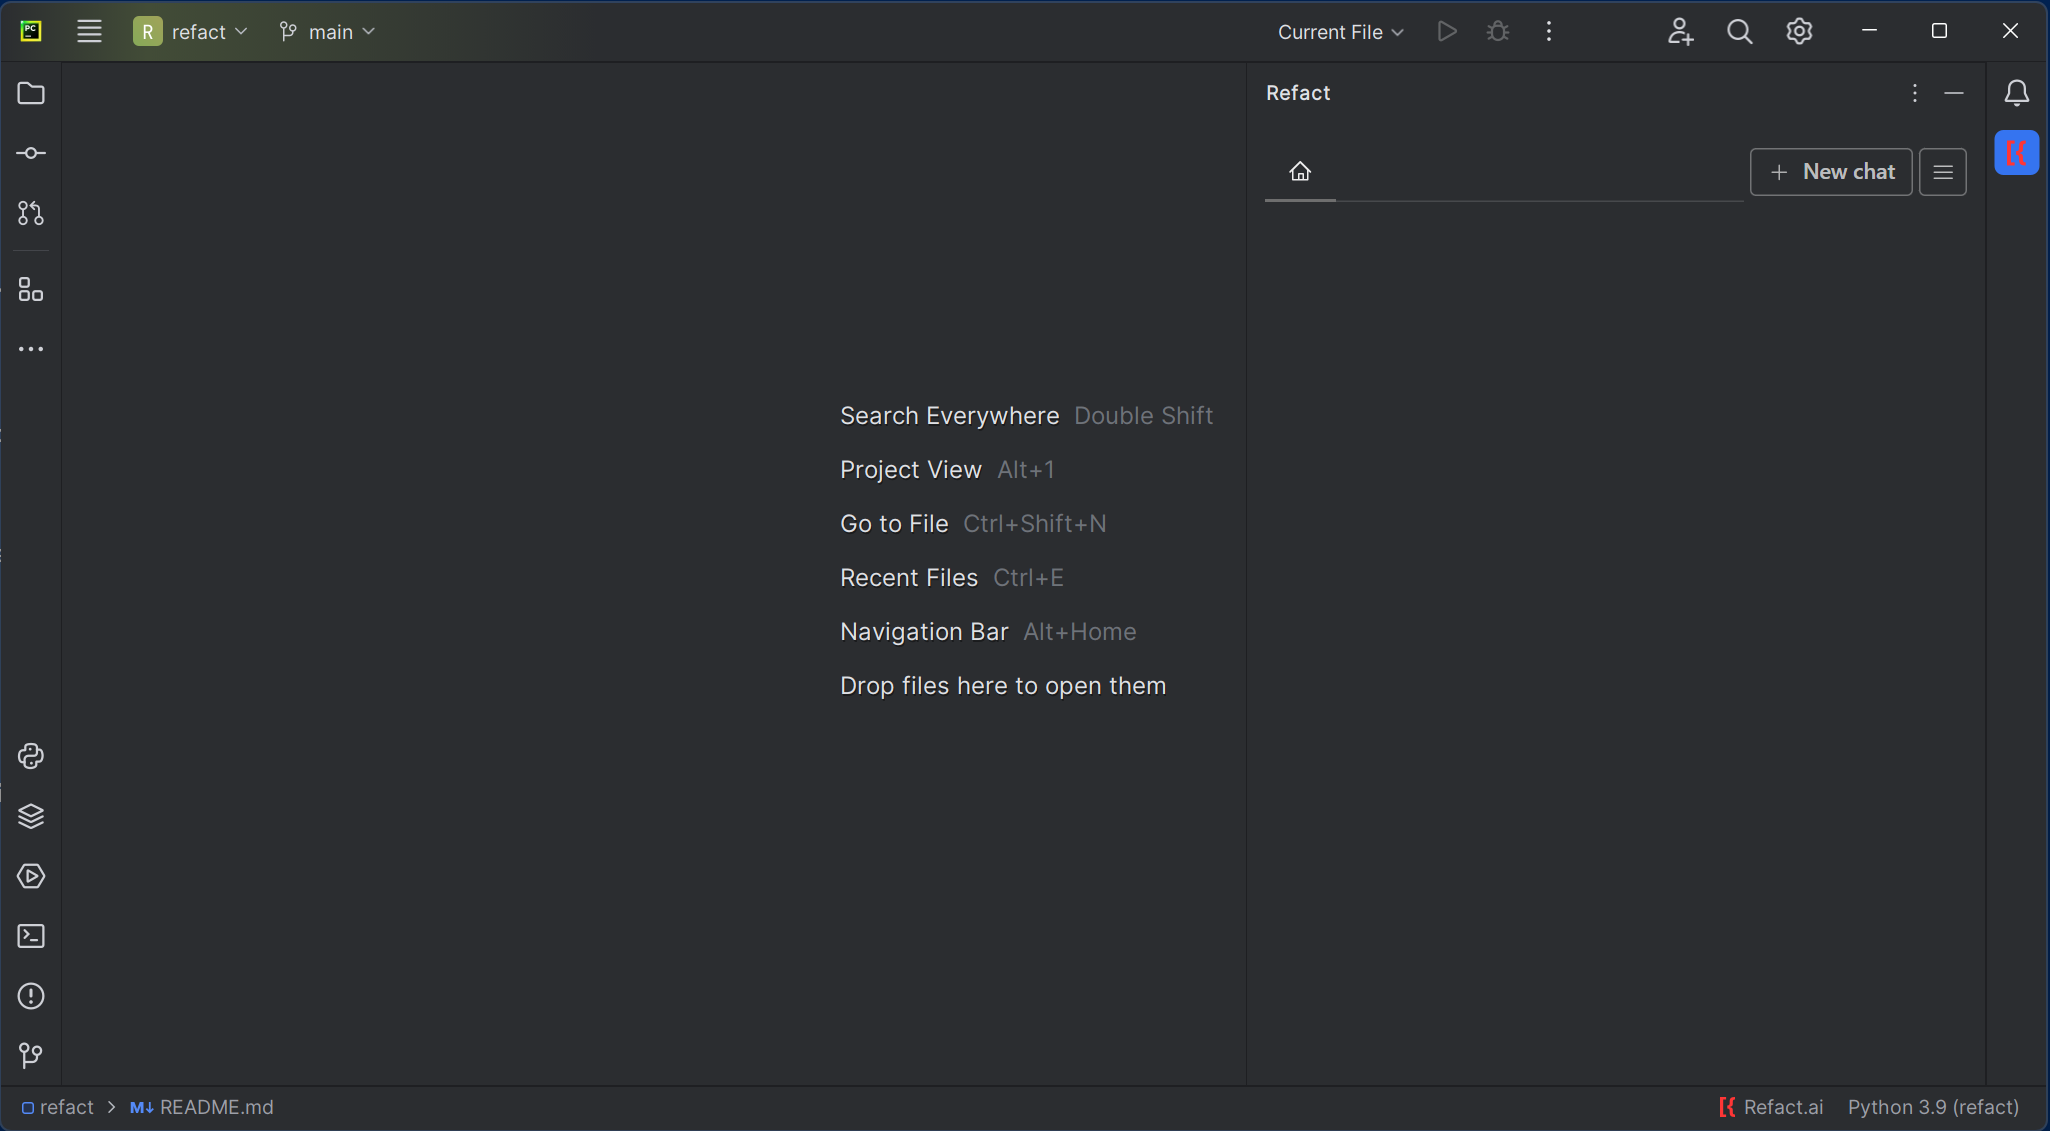 PC
R refact main Current File
Refact
New chat
Search Everywhere Double Shift
Project View Alt+1
Go to File Ctrl+Shift+N
Recent Files Ctrl+E
Navigation Bar Alt+Home
Drop files here to open them
refact > M↓ README.md Refact.ai Python 3.9 (refact)